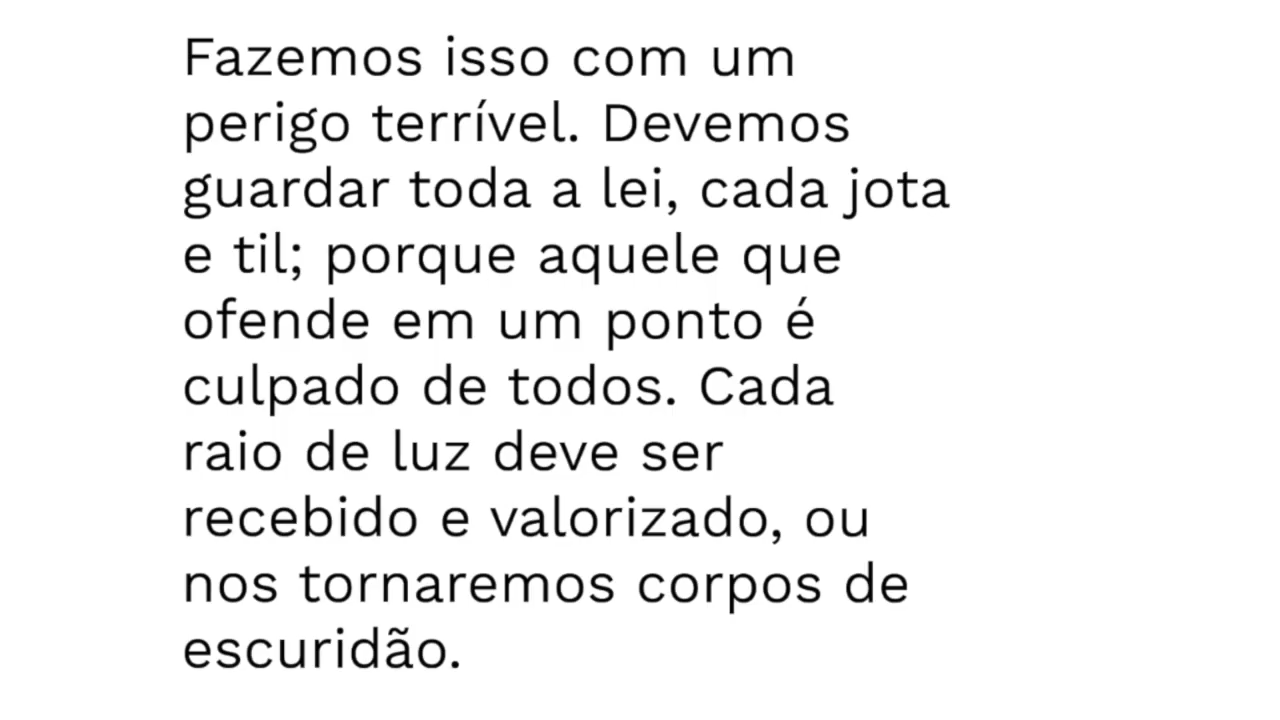 Fazemos isso com um
perigo terrível. Devemos
guardar toda a lei, cada jota
e til; porque aquele que
ofende em um ponto é
culpado de todos. Cada
raio de luz deve ser
recebido e valorizado, ou
nos tornaremos corpos de
escuridão.